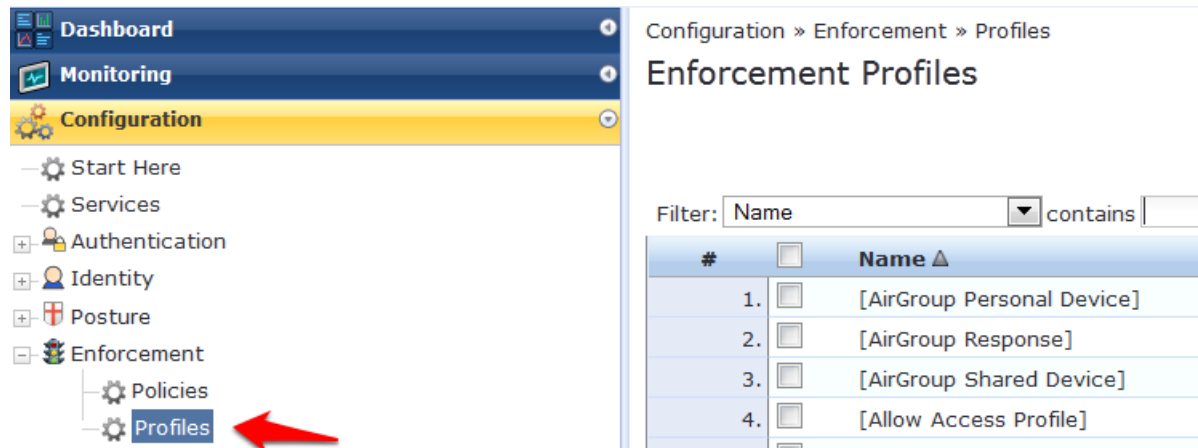 Dashboard
Monitoring
Configuration
Start Here
Services
Authentication
Identity
Posture
Enforcement
Policies
Profiles
Configuration » Enforcement » Profiles
Enforcement Profiles
Filter: Name contains
# Name
1. [AirGroup Personal Device]
2. [AirGroup Response]
3. [AirGroup Shared Device]
4. [Allow Access Profile]